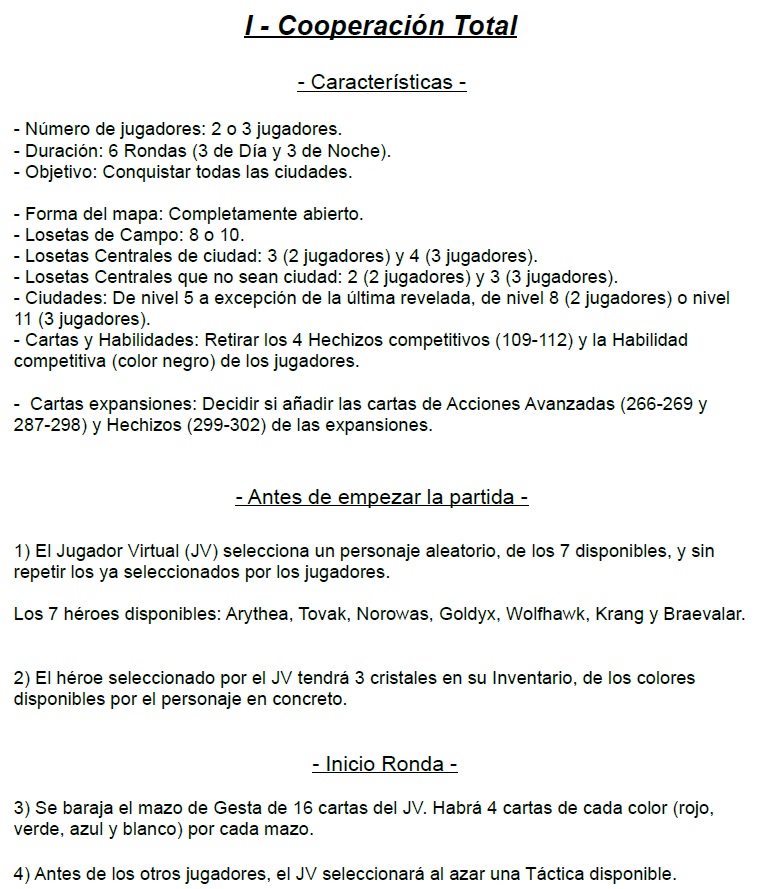 I - Cooperación Total
- Características -
- Número de jugadores: 2 o 3 jugadores.
- Duración: 6 Rondas (3 de Día y 3 de Noche).
- Objetivo: Conquistar todas las ciudades.
- Forma del mapa: Completamente abierto.
- Losetas de Campo: 8 o 10.
- Losetas Centrales de ciudad: 3 (2 jugadores) y 4 (3 jugadores).
- Losetas Centrales que no sean ciudad: 2 (2 jugadores) y 3 (3 jugadores).
- Ciudades: De nivel 5 a excepción de la última revelada, de nivel 8 (2 jugadores) o nivel
11 (3 jugadores).
- Cartas y Habilidades: Retirar los 4 Hechizos competitivos (109-112) y la Habilidad
competitiva (color negro) de los jugadores.
- Cartas expansiones: Decidir si añadir las cartas de Acciones Avanzadas (266-269 y
287-298) y Hechizos (299-302) de las expansiones.
- Antes de empezar la partida -
1) El Jugador Virtual (JV) selecciona un personaje aleatorio, de los 7 disponibles, y sin
repetir los ya seleccionados por los jugadores.
Los 7 héroes disponibles: Arythea, Tovak, Norowas, Goldyx, Wolfhawk, Krang y Braevalar.
2) El héroe seleccionado por el JV tendrá 3 cristales en su Inventario, de los colores
disponibles por el personaje en concreto.
- Inicio Ronda -
3) Se baraja el mazo de Gesta de 16 cartas del JV. Habrá 4 cartas de cada color (rojo,
verde, azul y blanco) por cada mazo.
4) Antes de los otros jugadores, el JV seleccionará al azar una Táctica disponible.